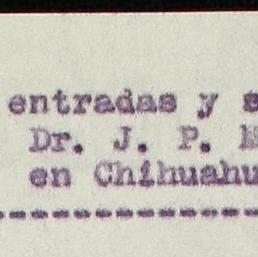 entradas y s
Dr. J. P.
en Chihuahu
--------------------